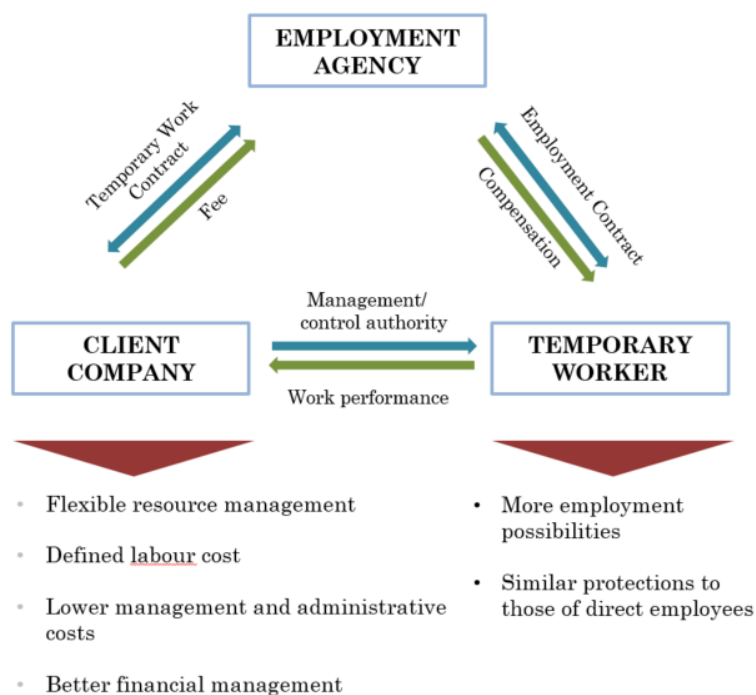 EMPLOYMENT
AGENCY
Temporary Work
Contract
Fee
Employment Contract
Compensation
Management/
control authority
CLIENT
COMPANY
TEMPORARY
WORKER
Work performance
• Flexible resource management
• Defined labour cost
• Lower management and administrative
costs
• Better financial management
• More employment
possibilities
• Similar protections to
those of direct employees